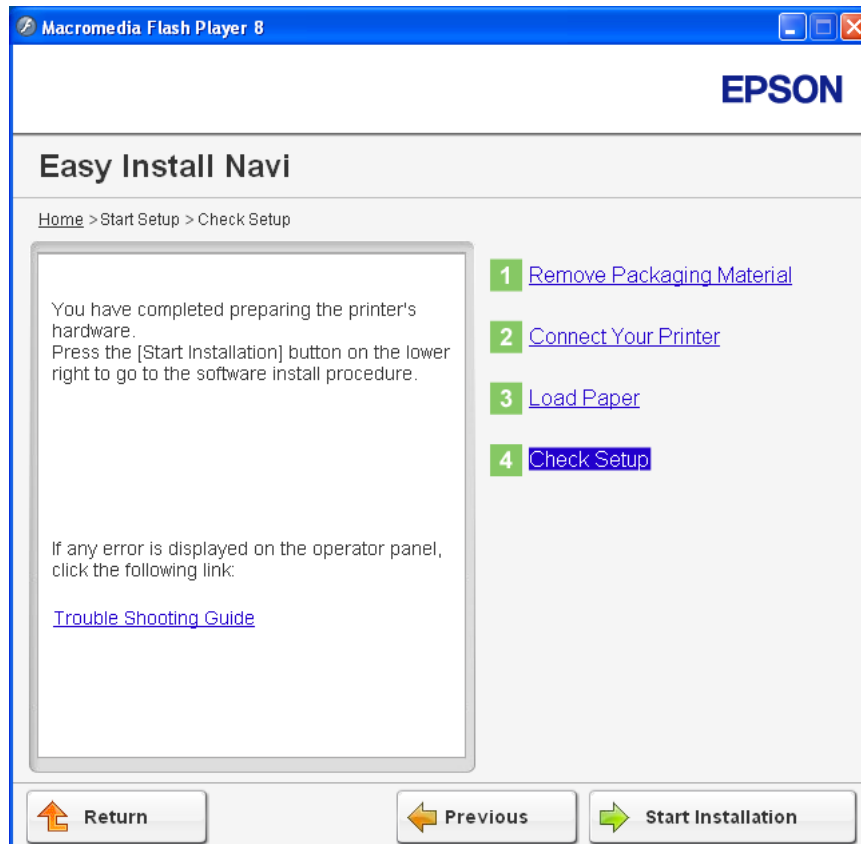 Macromedia Flash Player 8
EPSON
Easy Install Navi
Home > Start Setup > Check Setup
You have completed preparing the printer's
hardware.
Press the [Start Installation] button on the lower
right to go to the software install procedure.
If any error is displayed on the operator panel,
click the following link:
Trouble Shooting Guide
1 Remove Packaging Material
2 Connect Your Printer
3 Load Paper
4 Check Setup
Return
Previous
Start Installation